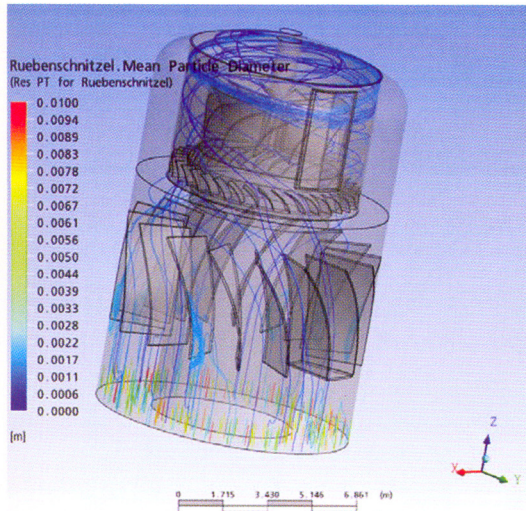 Ruebenschnitzel.Mean Particle Diameter
(Res PT for Ruebenschnitzel)
0.0100
0.0094
0.0089
0.0083
0.0078
0.0072
0.0067
0.0061
0.0056
0.0050
0.0044
0.0039
0.0033
0.0028
0.0022
0.0017
0.0011
0.0006
0.0000
[m]
Z
X
Y
0 1.715 3.430 5.146 6.861 (m)